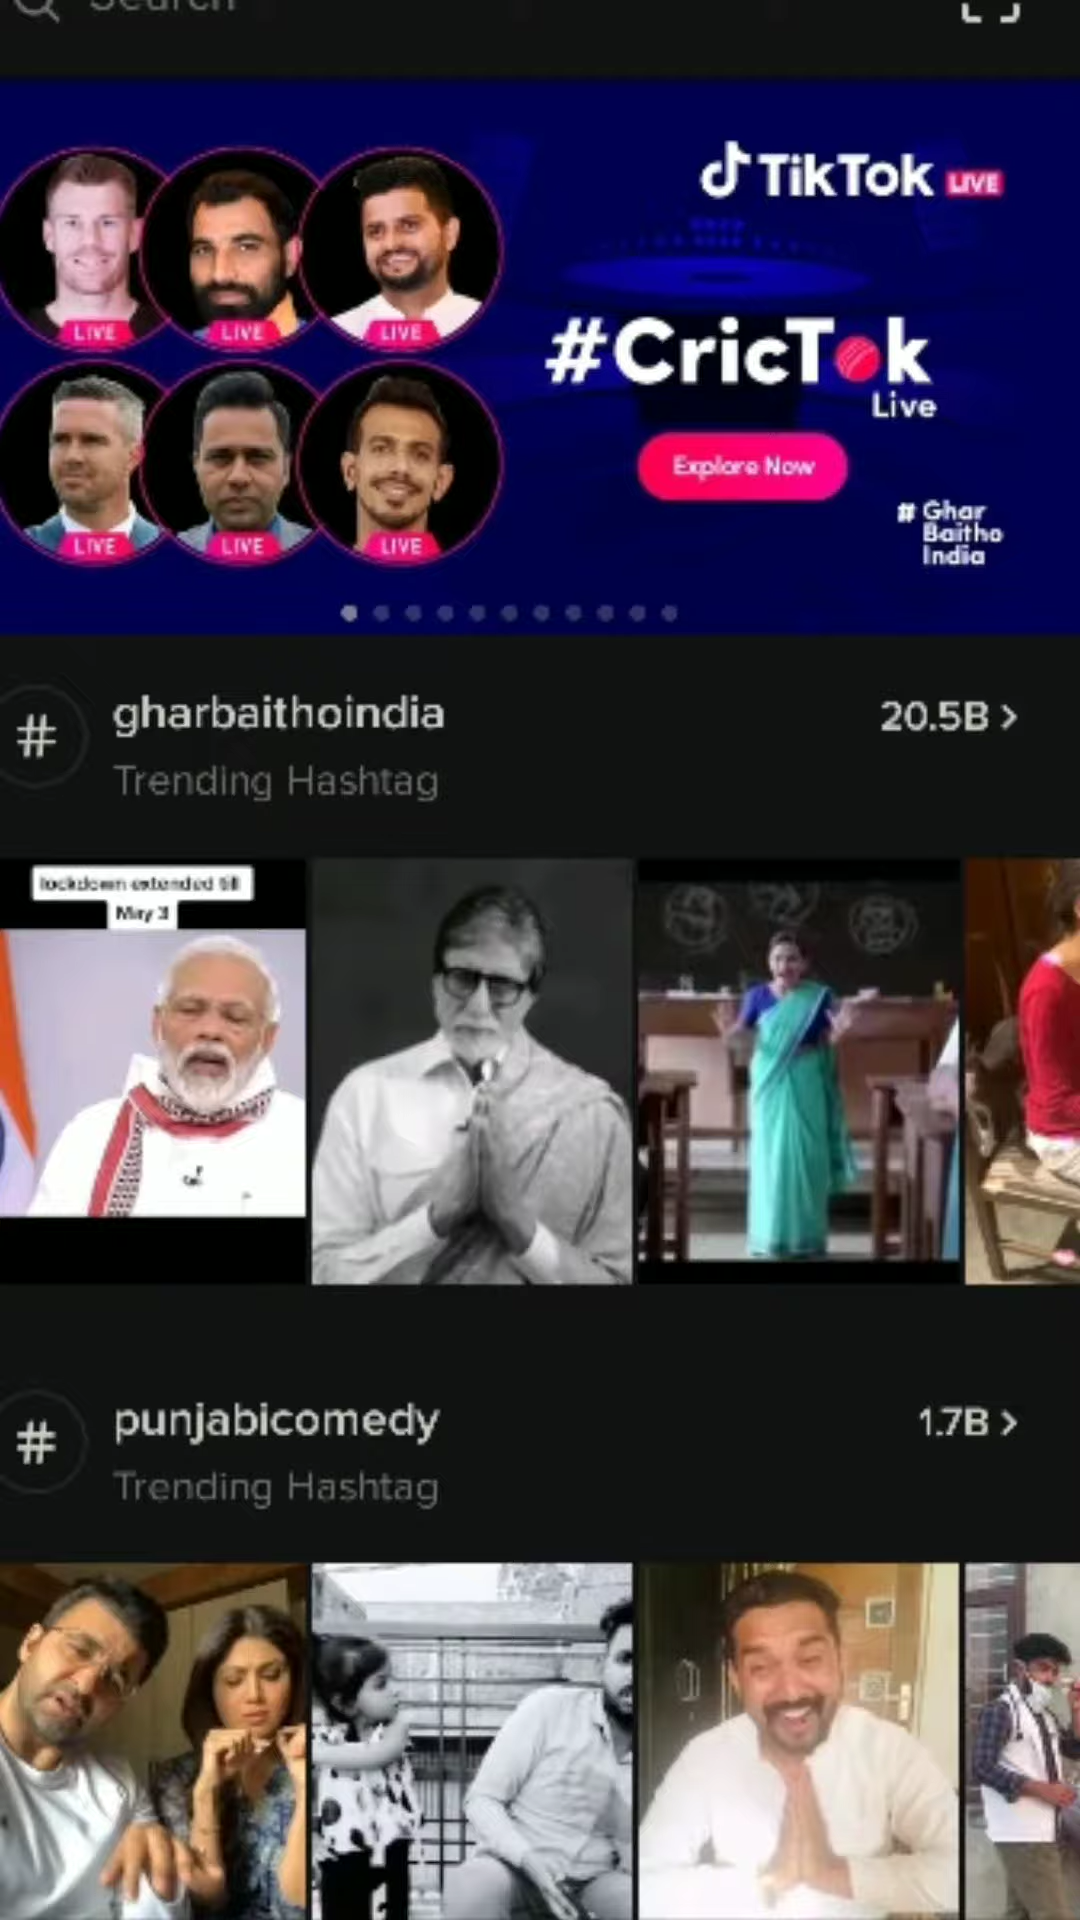 Search
TikTok LIVE
LIVE LIVE LIVE
#CricTok
Live
LIVE LIVE LIVE
Explore Now
# Ghar
Baitho
India
# gharbaithoindia 20.5B >
Trending Hashtag
lockdown extended till
May 3
# punjabicomedy 1.7B >
Trending Hashtag